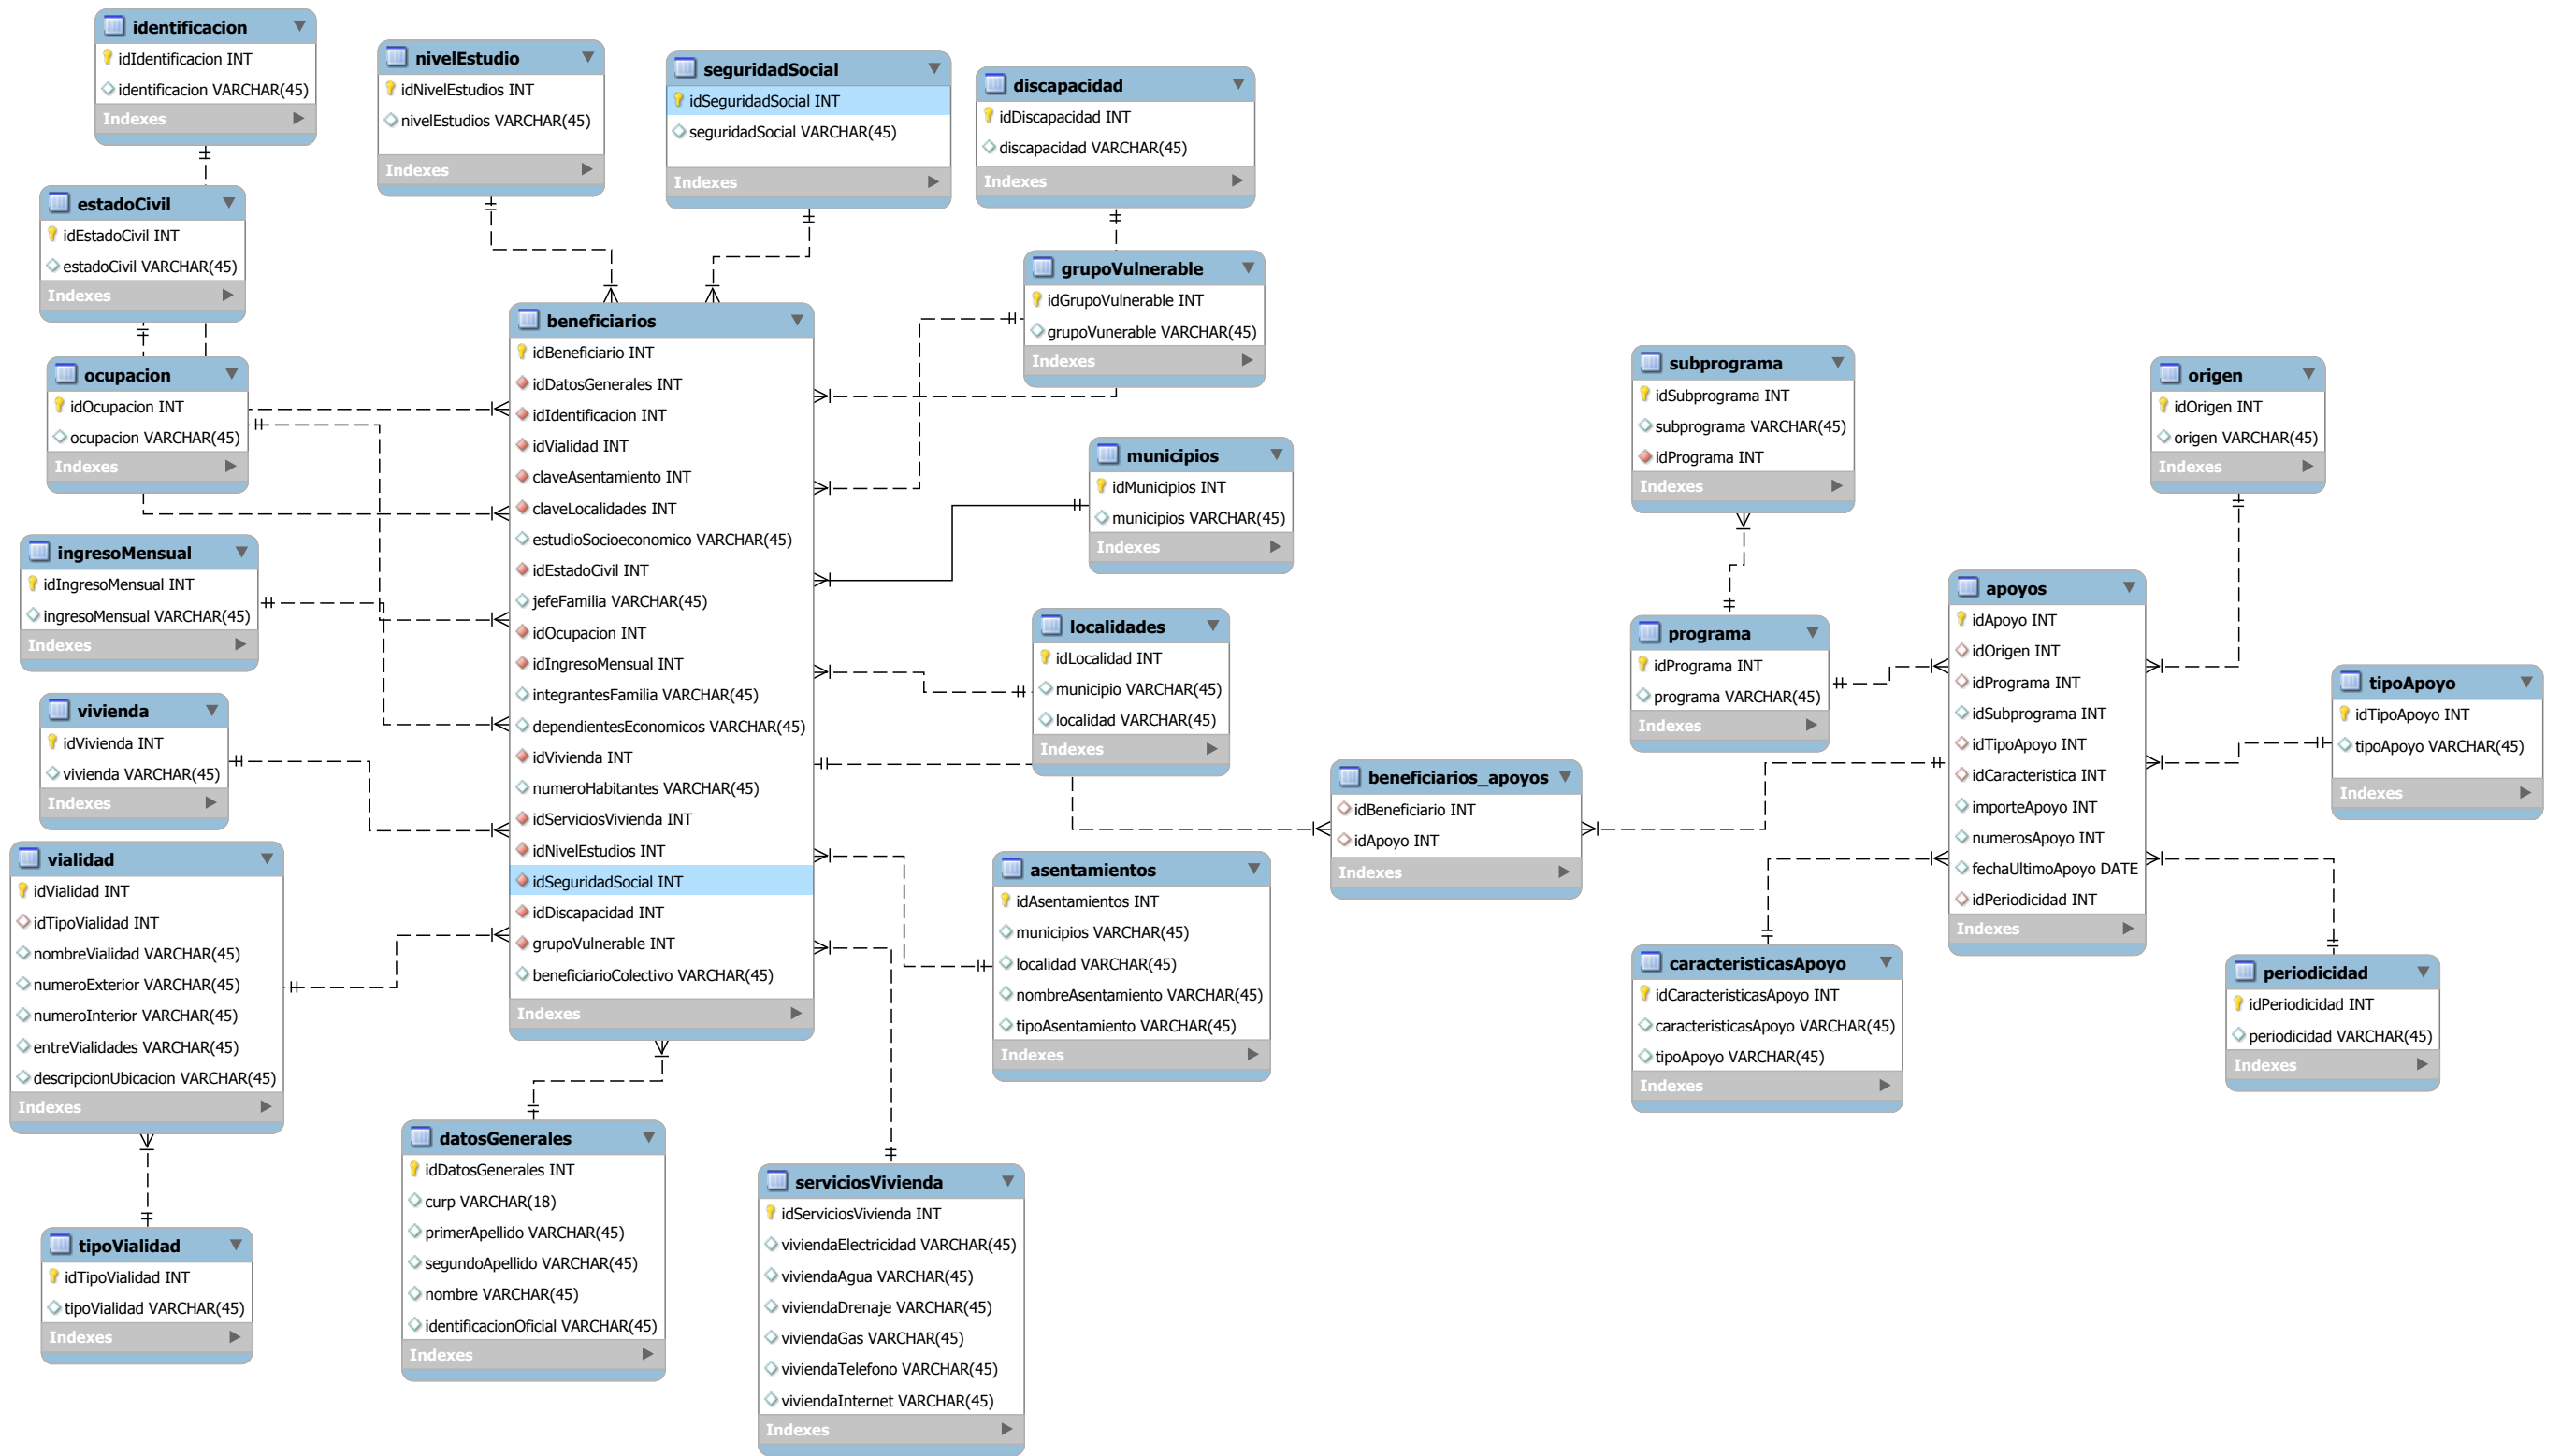 identificacion
idIdentificacion INT
identificacion VARCHAR(45)
Indexes
nivelEstudio
idNivelEstudios INT
nivelEstudios VARCHAR(45)
Indexes
seguridadSocial
idSeguridadSocial INT
seguridadSocial VARCHAR(45)
Indexes
discapacidad
idDiscapacidad INT
discapacidad VARCHAR(45)
Indexes
estadoCivil
idEstadoCivil INT
estadoCivil VARCHAR(45)
Indexes
grupoVulnerable
idGrupoVulnerable INT
grupoVunerable VARCHAR(45)
Indexes
ocupacion
idOcupacion INT
ocupacion VARCHAR(45)
Indexes
beneficiarios
idBeneficiario INT
idDatosGenerales INT
idIdentificacion INT
idVialidad INT
claveAsentamiento INT
claveLocalidades INT
estudioSocioeconomico VARCHAR(45)
idEstadoCivil INT
jefeFamilia VARCHAR(45)
idOcupacion INT
idIngresoMensual INT
integrantesFamilia VARCHAR(45)
dependientesEconomicos VARCHAR(45)
idVivienda INT
numeroHabitantes VARCHAR(45)
idServiciosVivienda INT
idNivelEstudios INT
idSeguridadSocial INT
idDiscapacidad INT
grupoVulnerable INT
beneficiarioColectivo VARCHAR(45)
Indexes
municipios
idMunicipios INT
municipios VARCHAR(45)
Indexes
subprograma
idSubprograma INT
subprograma VARCHAR(45)
idPrograma INT
Indexes
origen
idOrigen INT
origen VARCHAR(45)
Indexes
ingresoMensual
idIngresoMensual INT
ingresoMensual VARCHAR(45)
Indexes
localidades
idLocalidad INT
municipio VARCHAR(45)
localidad VARCHAR(45)
Indexes
programa
idPrograma INT
programa VARCHAR(45)
Indexes
apoyos
idApoyo INT
idOrigen INT
idPrograma INT
idSubprograma INT
idTipoApoyo INT
idCaracteristica INT
importeApoyo INT
numerosApoyo INT
fechaUltimoApoyo DATE
idPeriodicidad INT
Indexes
tipoApoyo
idTipoApoyo INT
tipoApoyo VARCHAR(45)
Indexes
vivienda
idVivienda INT
vivienda VARCHAR(45)
Indexes
beneficiarios_apoyos
idBeneficiario INT
idApoyo INT
Indexes
vialidad
idVialidad INT
idTipoVialidad INT
nombreVialidad VARCHAR(45)
numeroExterior VARCHAR(45)
numeroInterior VARCHAR(45)
entreVialidades VARCHAR(45)
descripcionUbicacion VARCHAR(45)
Indexes
asentamientos
idAsentamientos INT
municipios VARCHAR(45)
localidad VARCHAR(45)
nombreAsentamiento VARCHAR(45)
tipoAsentamiento VARCHAR(45)
Indexes
caracteristicasApoyo
idCaracteristicasApoyo INT
caracteristicasApoyo VARCHAR(45)
tipoApoyo VARCHAR(45)
Indexes
periodicidad
idPeriodicidad INT
periodicidad VARCHAR(45)
Indexes
datosGenerales
idDatosGenerales INT
curp VARCHAR(18)
primerApellido VARCHAR(45)
segundoApellido VARCHAR(45)
nombre VARCHAR(45)
identificacionOficial VARCHAR(45)
Indexes
serviciosVivienda
idServiciosVivienda INT
viviendaElectricidad VARCHAR(45)
viviendaAgua VARCHAR(45)
viviendaDrenaje VARCHAR(45)
viviendaGas VARCHAR(45)
viviendaTelefono VARCHAR(45)
viviendaInternet VARCHAR(45)
Indexes
tipoVialidad
idTipoVialidad INT
tipoVialidad VARCHAR(45)
Indexes